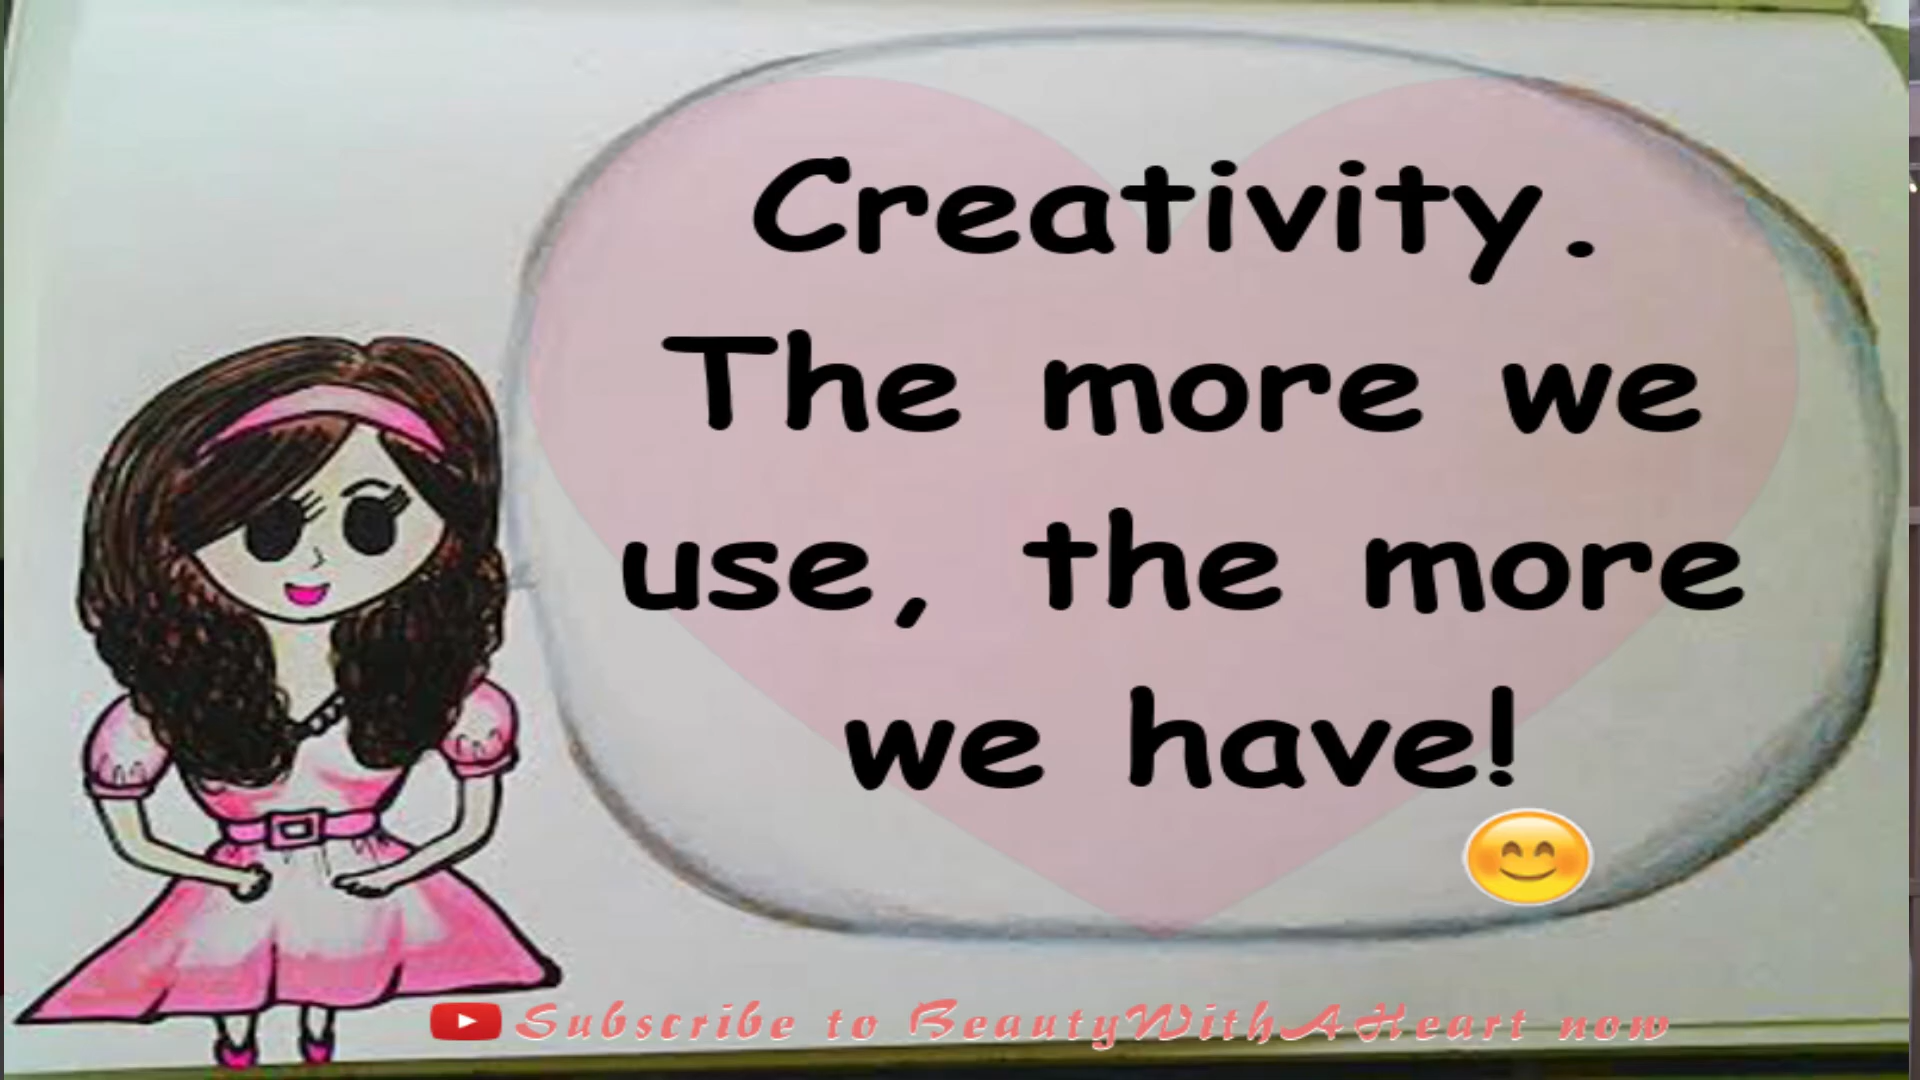 Creativity.
The more we
use, the more
we have!
Subscribe to BeautyWithAHeart now